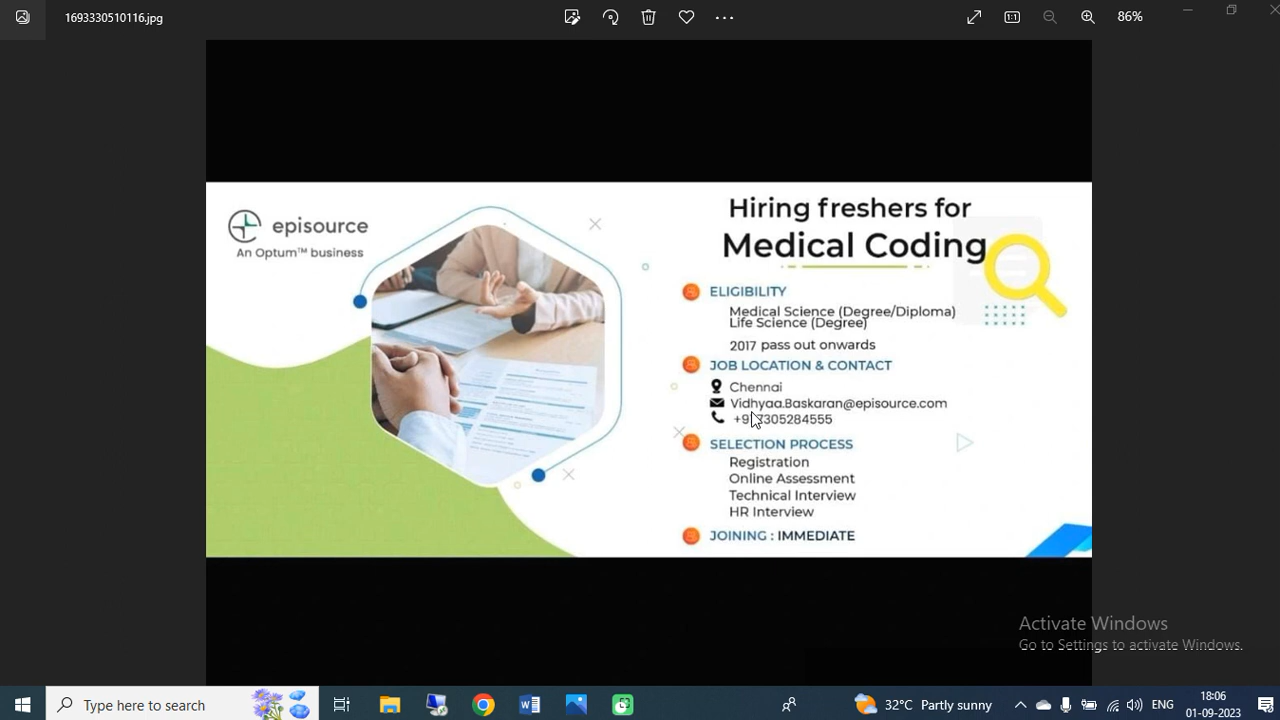 1693330510116.jpg
86%
episource
An Optum™ business
Hiring freshers for
Medical Coding
ELIGIBILITY
Medical Science (Degree/Diploma)
Life Science (Degree)
2017 pass out onwards
JOB LOCATION & CONTACT
Chennai
Vidhyaa.Baskaran@episource.com
7305284555
SELECTION PROCESS
Registration
Online Assessment
Technical Interview
HR Interview
JOINING : IMMEDIATE
Activate Windows
Go to Settings to activate Windows.
Type here to search
32°C Partly sunny
ENG
18:06
01-09-2023